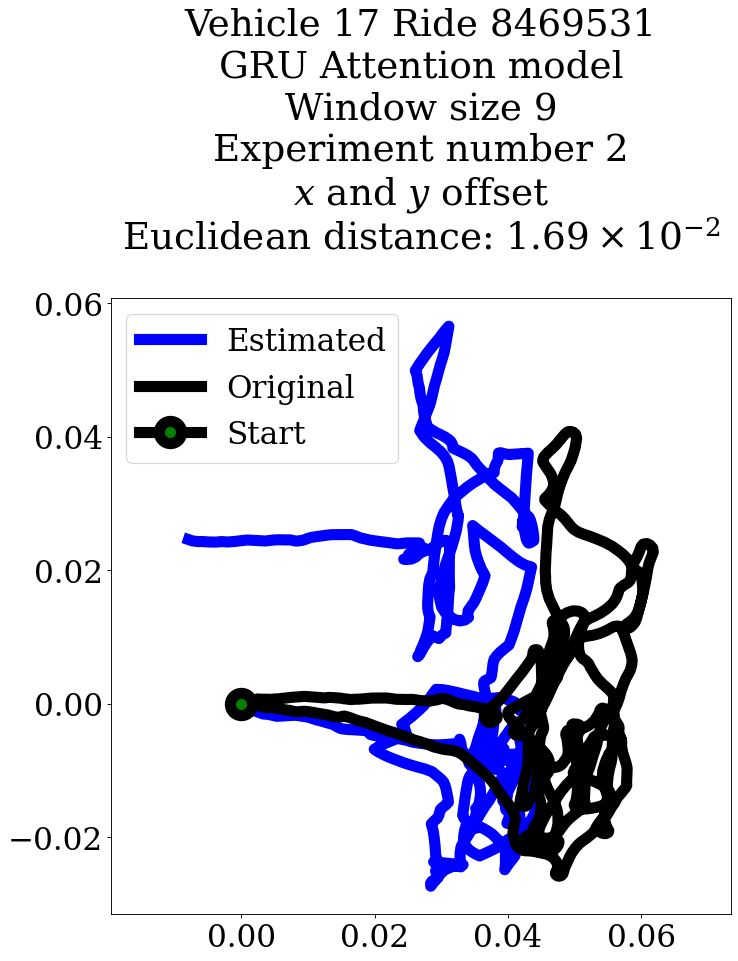 Vehicle 17 Ride 8469531
GRU Attention model
Window size 9
Experiment number 2
x and y offset
Euclidean distance: 1.69 × 10⁻²
0.06
0.04
0.02
0.00
−0.02
Estimated
Original
Start
0.00 0.02 0.04 0.06